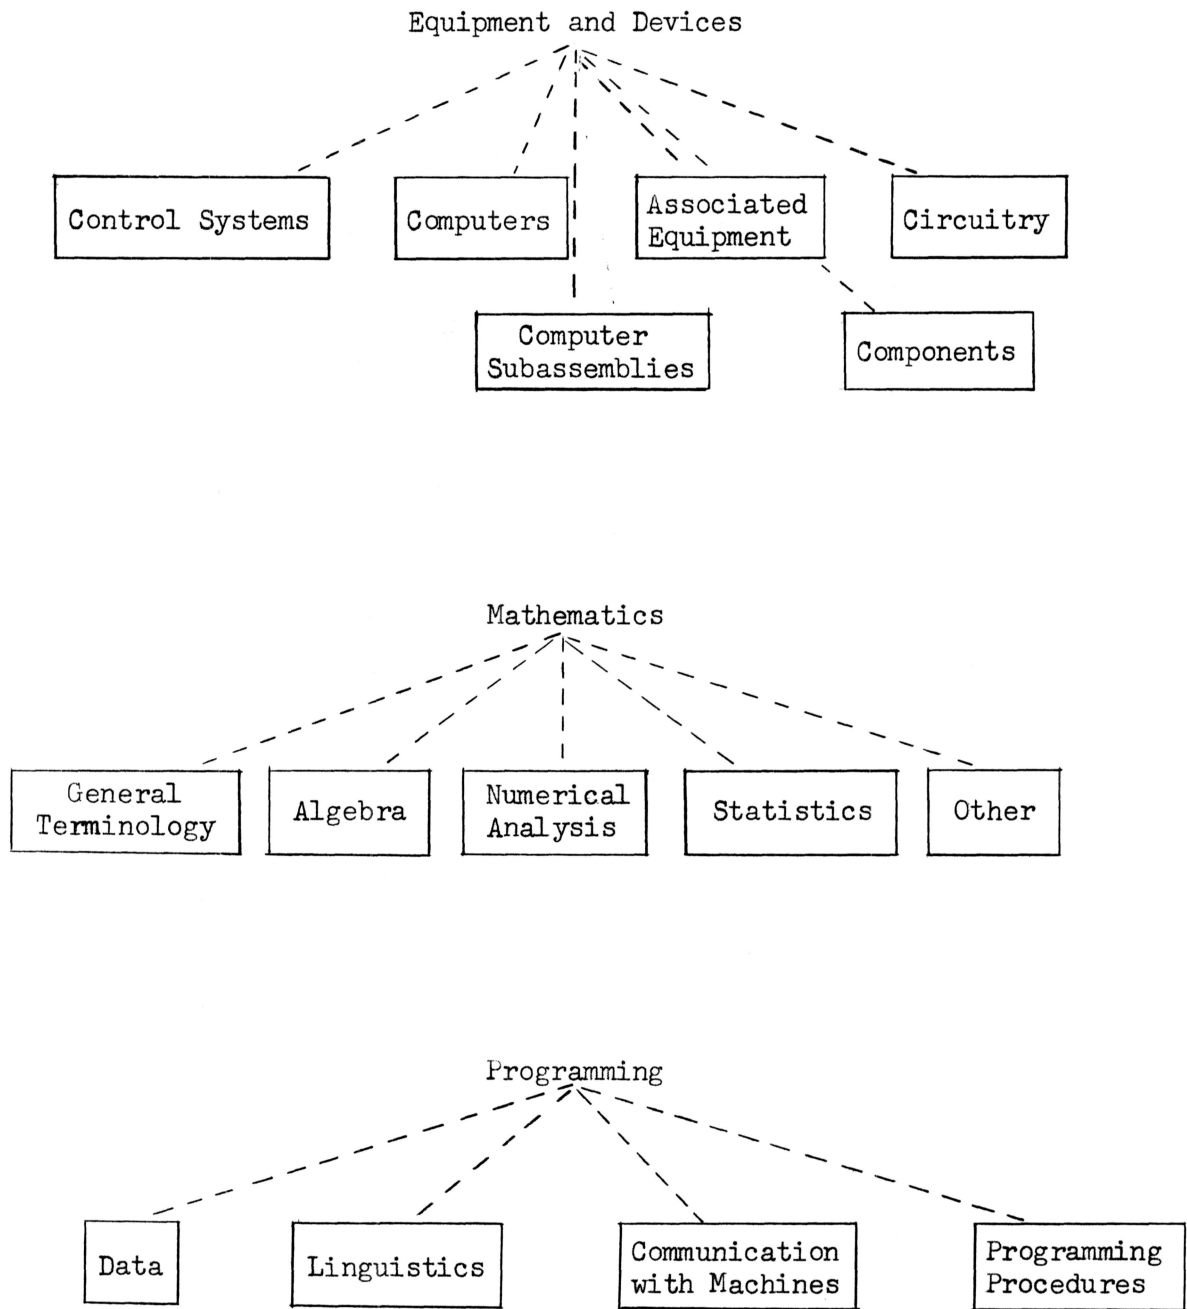 Equipment and Devices
Control Systems
Computers
Associated
Equipment
Circuitry
Computer
Subassemblies
Components
Mathematics
General
Terminology
Algebra
Numerical
Analysis
Statistics
Other
Programming
Data
Linguistics
Communication
with Machines
Programming
Procedures